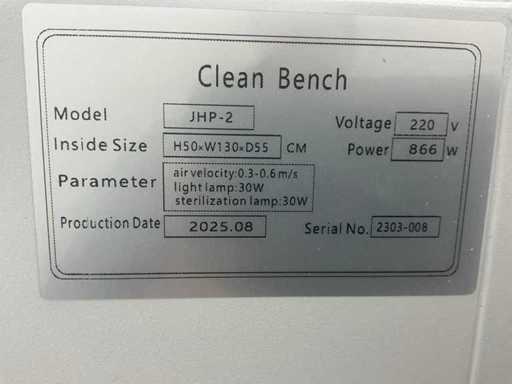 Clean Bench
Model JHP-2 Voltage 220 V
Inside Size H50×W130×D55 CM Power 866 W
Parameter air velocity:0.3-0.6m/s
light lamp:30W
sterilization lamp:30W
Production Date 2025.08 Serial No. 2303-008